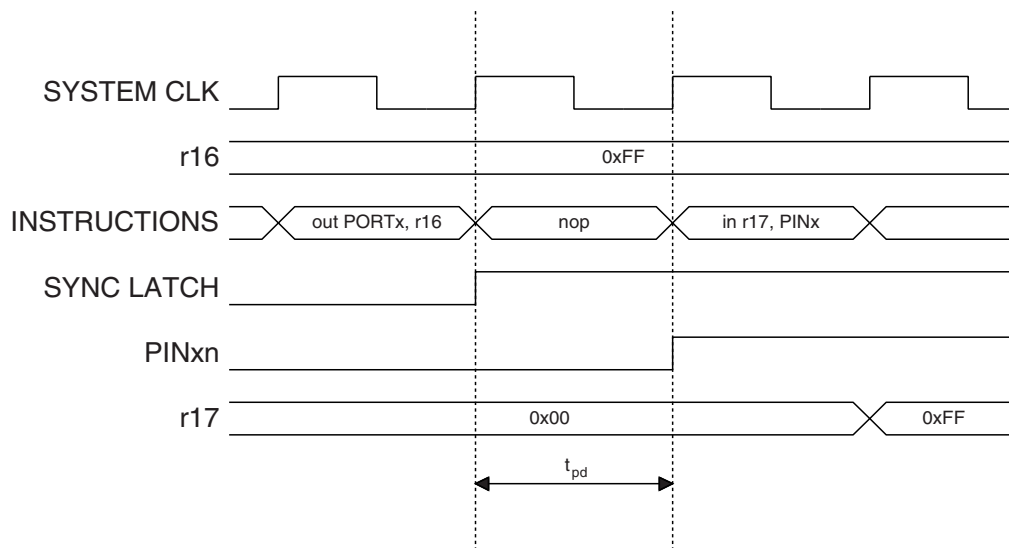 SYSTEM CLK
r16
0xFF
INSTRUCTIONS
out PORTx, r16
nop
in r17, PINx
SYNC LATCH
PINxn
r17
0x00
0xFF
tpd